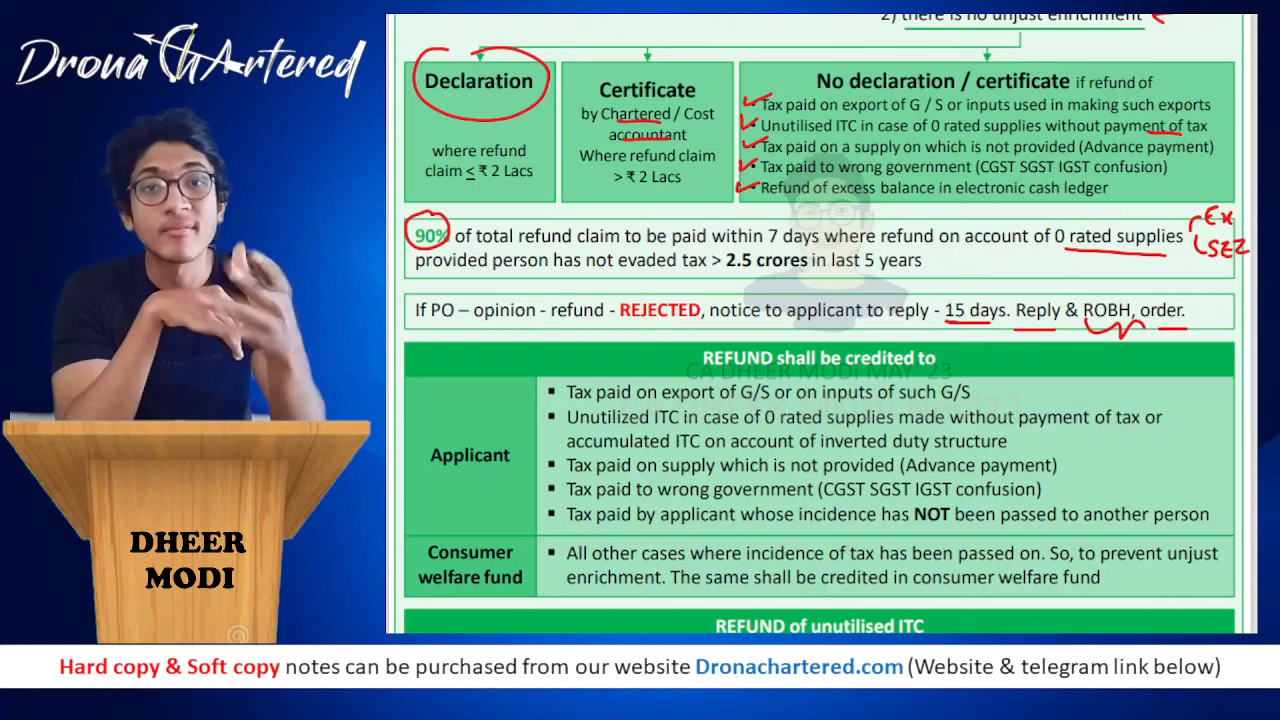 Drona Chartered
2) there is no unjust enrichment
Declaration
where refund
claim ≤ ₹ 2 Lacs
Certificate
by Chartered / Cost
accountant
Where refund claim
> ₹ 2 Lacs
No declaration / certificate if refund of
• Tax paid on export of G / S or inputs used in making such exports
• Unutilised ITC in case of 0 rated supplies without payment of tax
• Tax paid on a supply on which is not provided (Advance payment)
• Tax paid to wrong government (CGST SGST IGST confusion)
• Refund of excess balance in electronic cash ledger
90% of total refund claim to be paid within 7 days where refund on account of 0 rated supplies
provided person has not evaded tax > 2.5 crores in last 5 years
Ex
SEZ
If PO – opinion - refund - REJECTED, notice to applicant to reply - 15 days. Reply & ROBH, order.
REFUND shall be credited to
CA DHEER MODI MAY '23
Applicant
▪ Tax paid on export of G/S or on inputs of such G/S
▪ Unutilized ITC in case of 0 rated supplies made without payment of tax or
accumulated ITC on account of inverted duty structure
▪ Tax paid on supply which is not provided (Advance payment)
▪ Tax paid to wrong government (CGST SGST IGST confusion)
▪ Tax paid by applicant whose incidence has NOT been passed to another person
Consumer
welfare fund
▪ All other cases where incidence of tax has been passed on. So, to prevent unjust
enrichment. The same shall be credited in consumer welfare fund
REFUND of unutilised ITC
DHEER
MODI
Hard copy & Soft copy notes can be purchased from our website Dronachartered.com (Website & telegram link below)